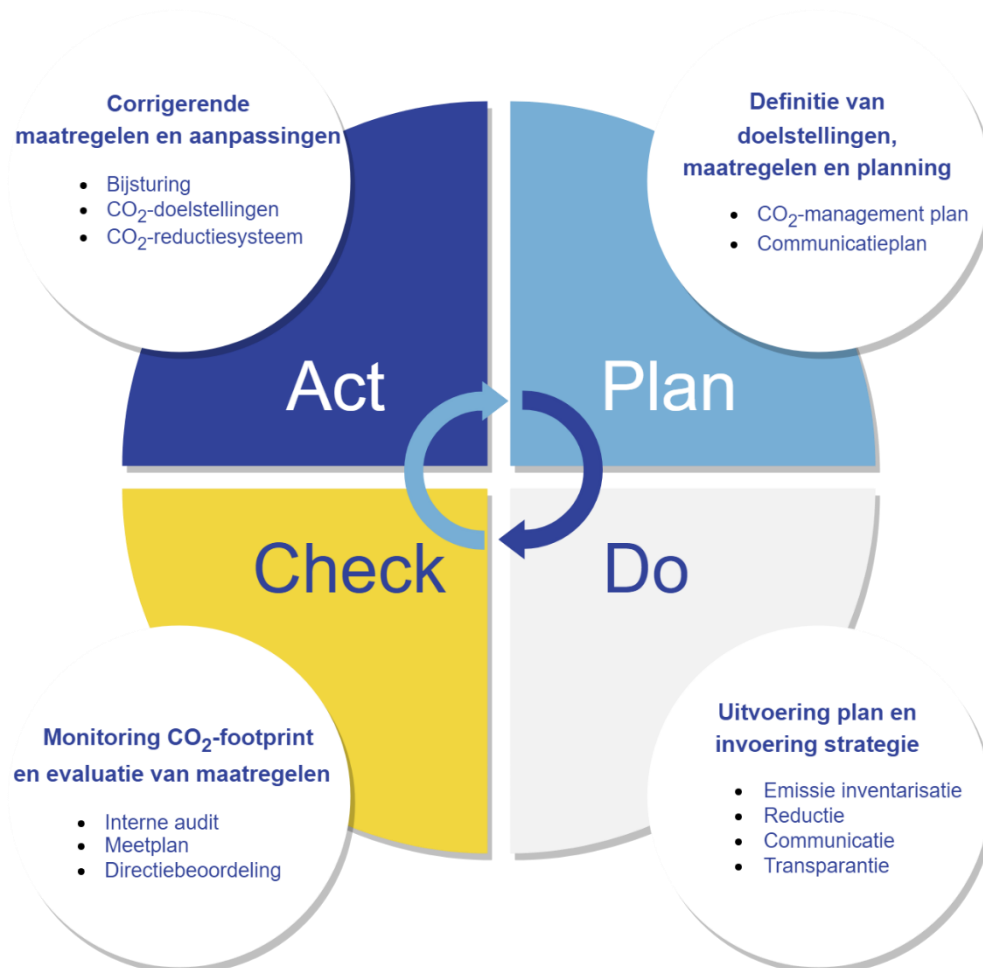 Corrigerende
maatregelen en aanpassingen
• Bijsturing
• CO₂-doelstellingen
• CO₂-reductiesysteem
Act
Definitie van
doelstellingen,
maatregelen en planning
• CO₂-management plan
• Communicatieplan
Plan
Check
Monitoring CO₂-footprint
en evaluatie van maatregelen
• Interne audit
• Meetplan
• Directiebeoordeling
Do
Uitvoering plan en
invoering strategie
• Emissie inventarisatie
• Reductie
• Communicatie
• Transparantie